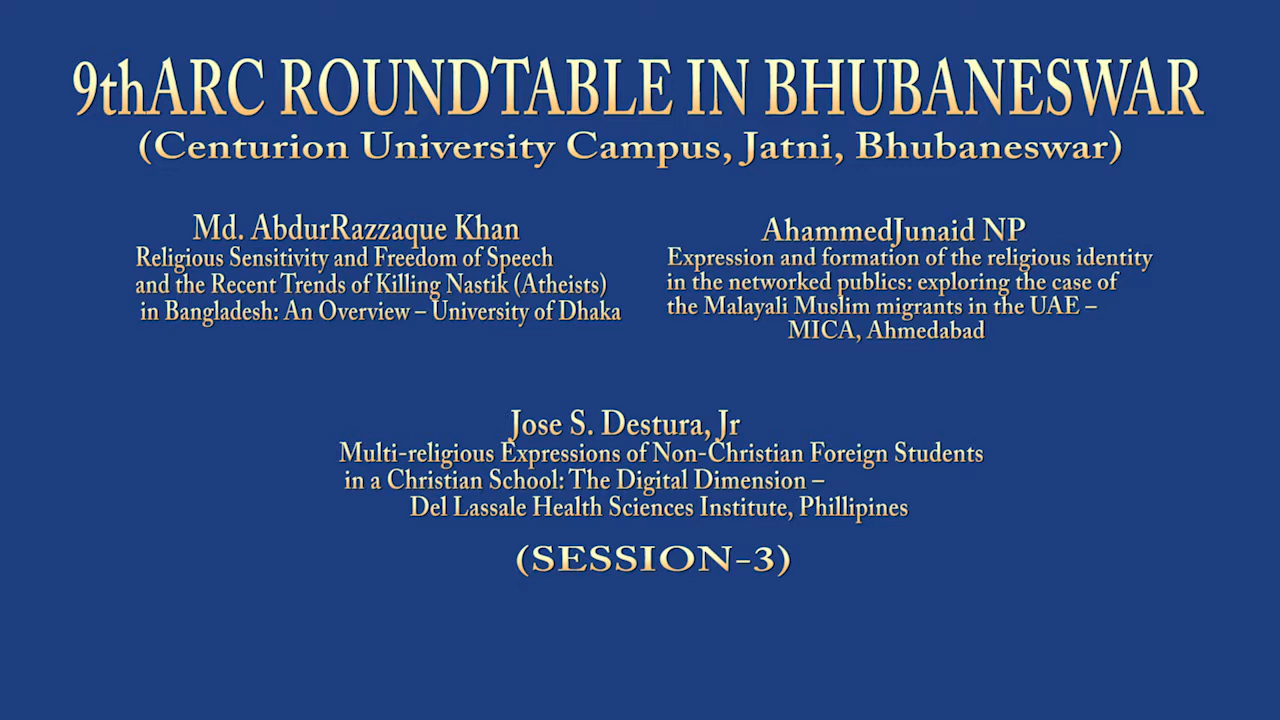 9thARC ROUNDTABLE IN BHUBANESWAR
(Centurion University Campus, Jatni, Bhubaneswar)
Md. AbdurRazzaque Khan
Religious Sensitivity and Freedom of Speech
and the Recent Trends of Killing Nastik (Atheists)
in Bangladesh: An Overview – University of Dhaka
AhammedJunaid NP
Expression and formation of the religious identity
in the networked publics: exploring the case of
the Malayali Muslim migrants in the UAE –
MICA, Ahmedabad
Jose S. Destura, Jr
Multi-religious Expressions of Non-Christian Foreign Students
in a Christian School: The Digital Dimension –
Del Lassale Health Sciences Institute, Phillipines
(SESSION-3)